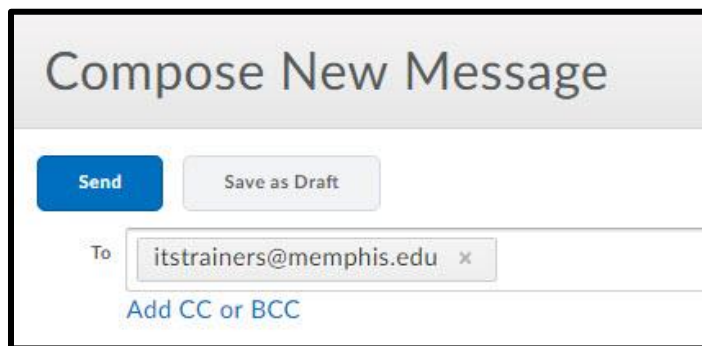 Compose New Message
Send Save as Draft
To itstrainers@memphis.edu ×
Add CC or BCC